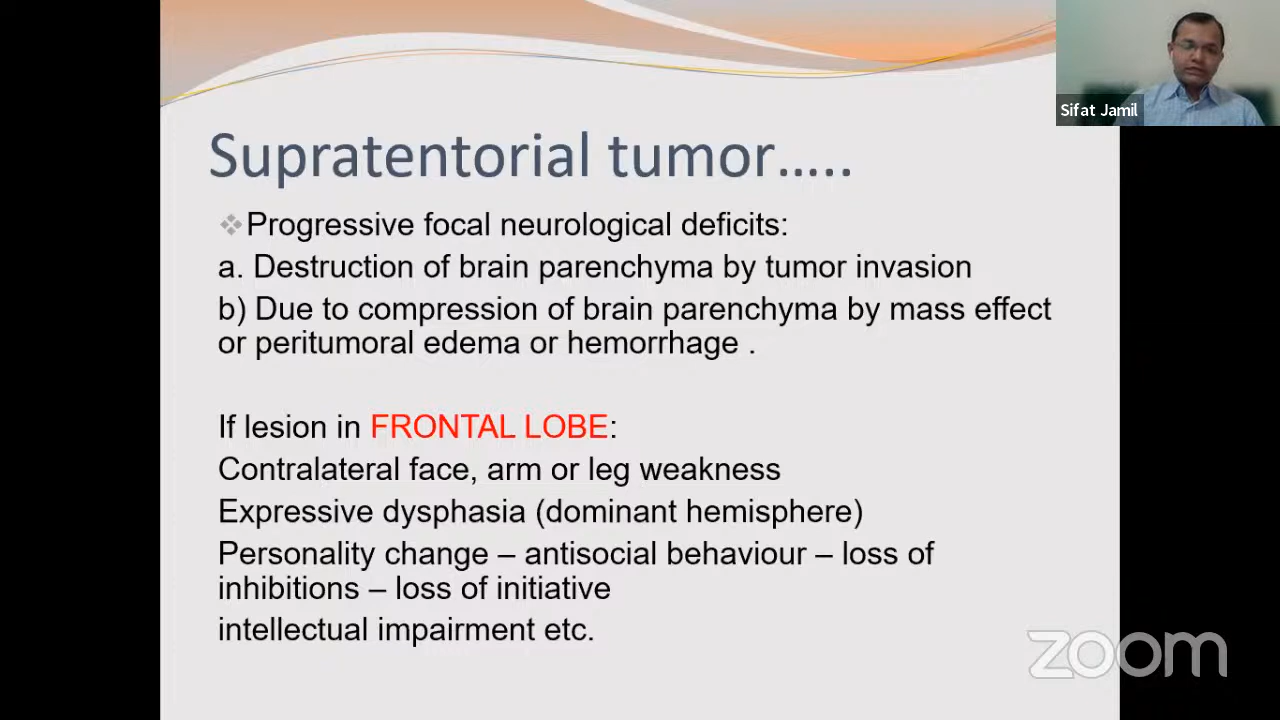 Sifat Jamil
Supratentorial tumor.....
❖Progressive focal neurological deficits:
a. Destruction of brain parenchyma by tumor invasion
b) Due to compression of brain parenchyma by mass effect
or peritumoral edema or hemorrhage .
If lesion in FRONTAL LOBE:
Contralateral face, arm or leg weakness
Expressive dysphasia (dominant hemisphere)
Personality change – antisocial behaviour – loss of
inhibitions – loss of initiative
intellectual impairment etc.
zoom